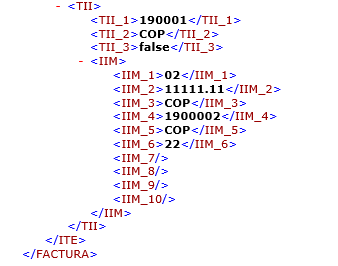 - <TII>
<TII_1>190001</TII_1>
<TII_2>COP</TII_2>
<TII_3>false</TII_3>
- <IIM>
<IIM_1>02</IIM_1>
<IIM_2>11111.11</IIM_2>
<IIM_3>COP</IIM_3>
<IIM_4>1900002</IIM_4>
<IIM_5>COP</IIM_5>
<IIM_6>22</IIM_6>
<IIM_7/>
<IIM_8/>
<IIM_9/>
<IIM_10/>
</IIM>
</TII>
</ITE>
</FACTURA>